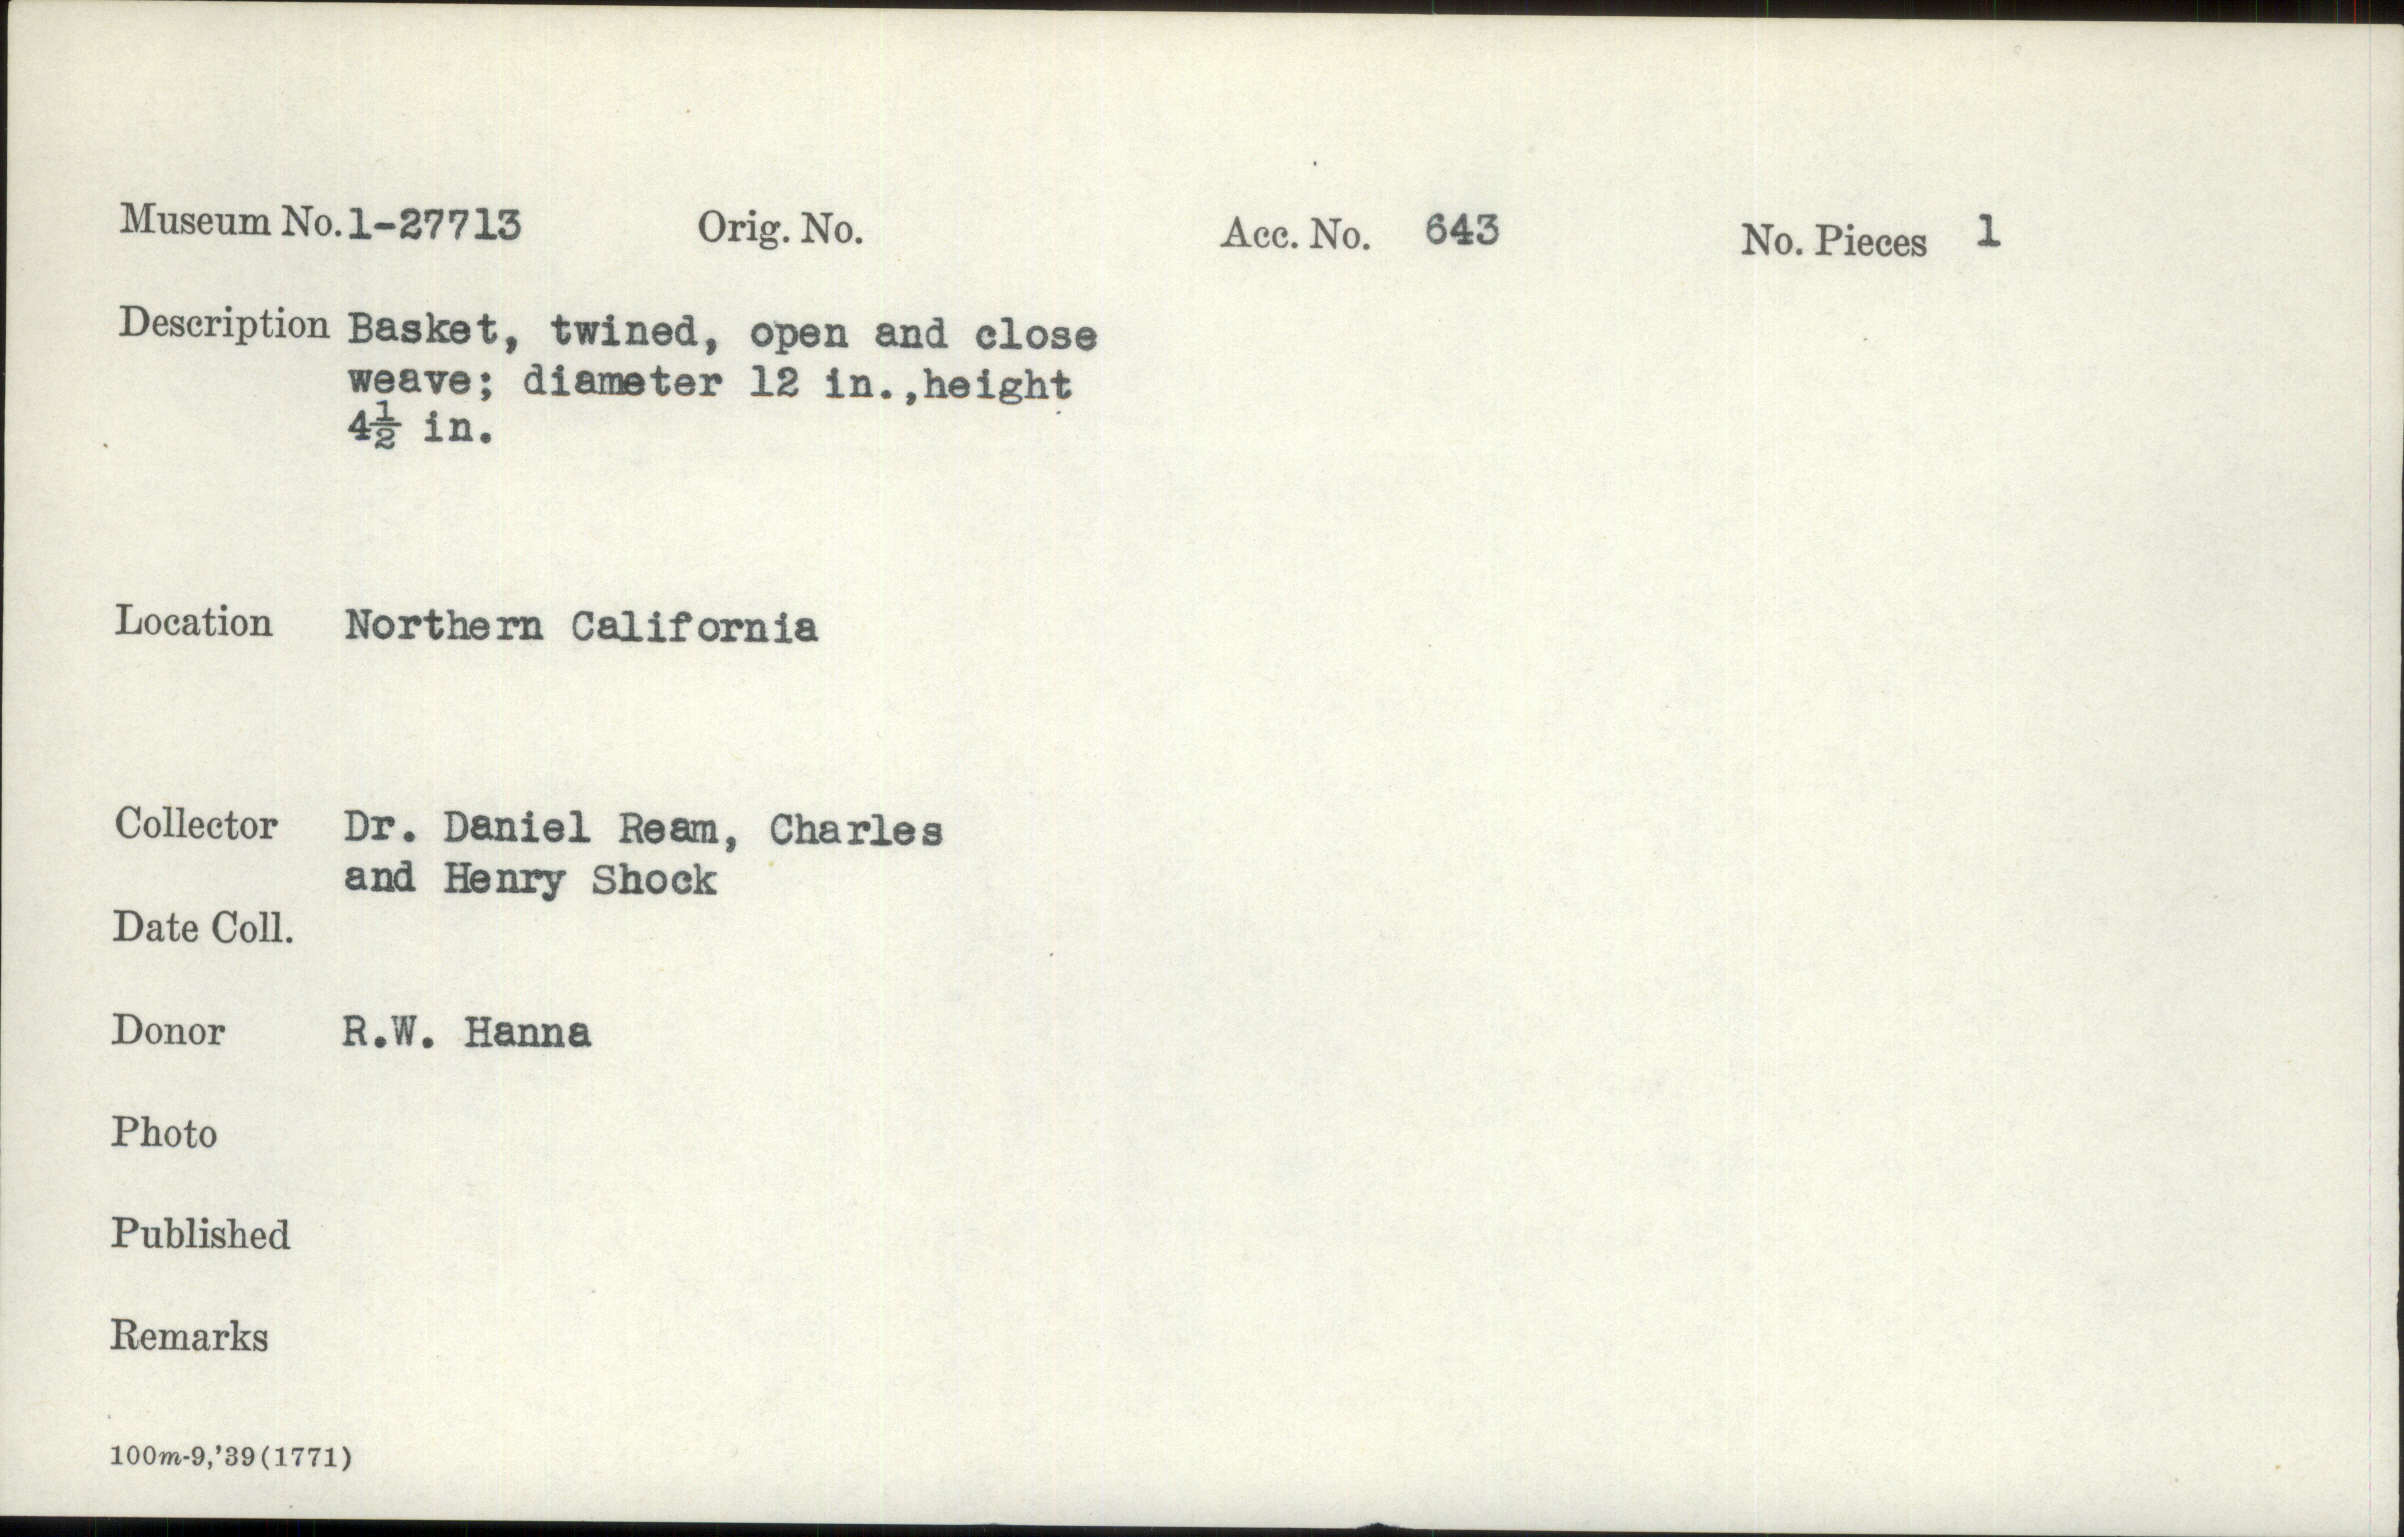 Museum No. 1-27713 Orig. No. Acc. No. 643 No. Pieces 1
Description Basket, twined, open and close
weave; diameter 12 in.,height
4½ in.
Location Northern California
Collector Dr. Daniel Ream, Charles
and Henry Shock
Date Coll.
Donor R.W. Hanna
Photo
Published
Remarks
100m-9,'39(1771)